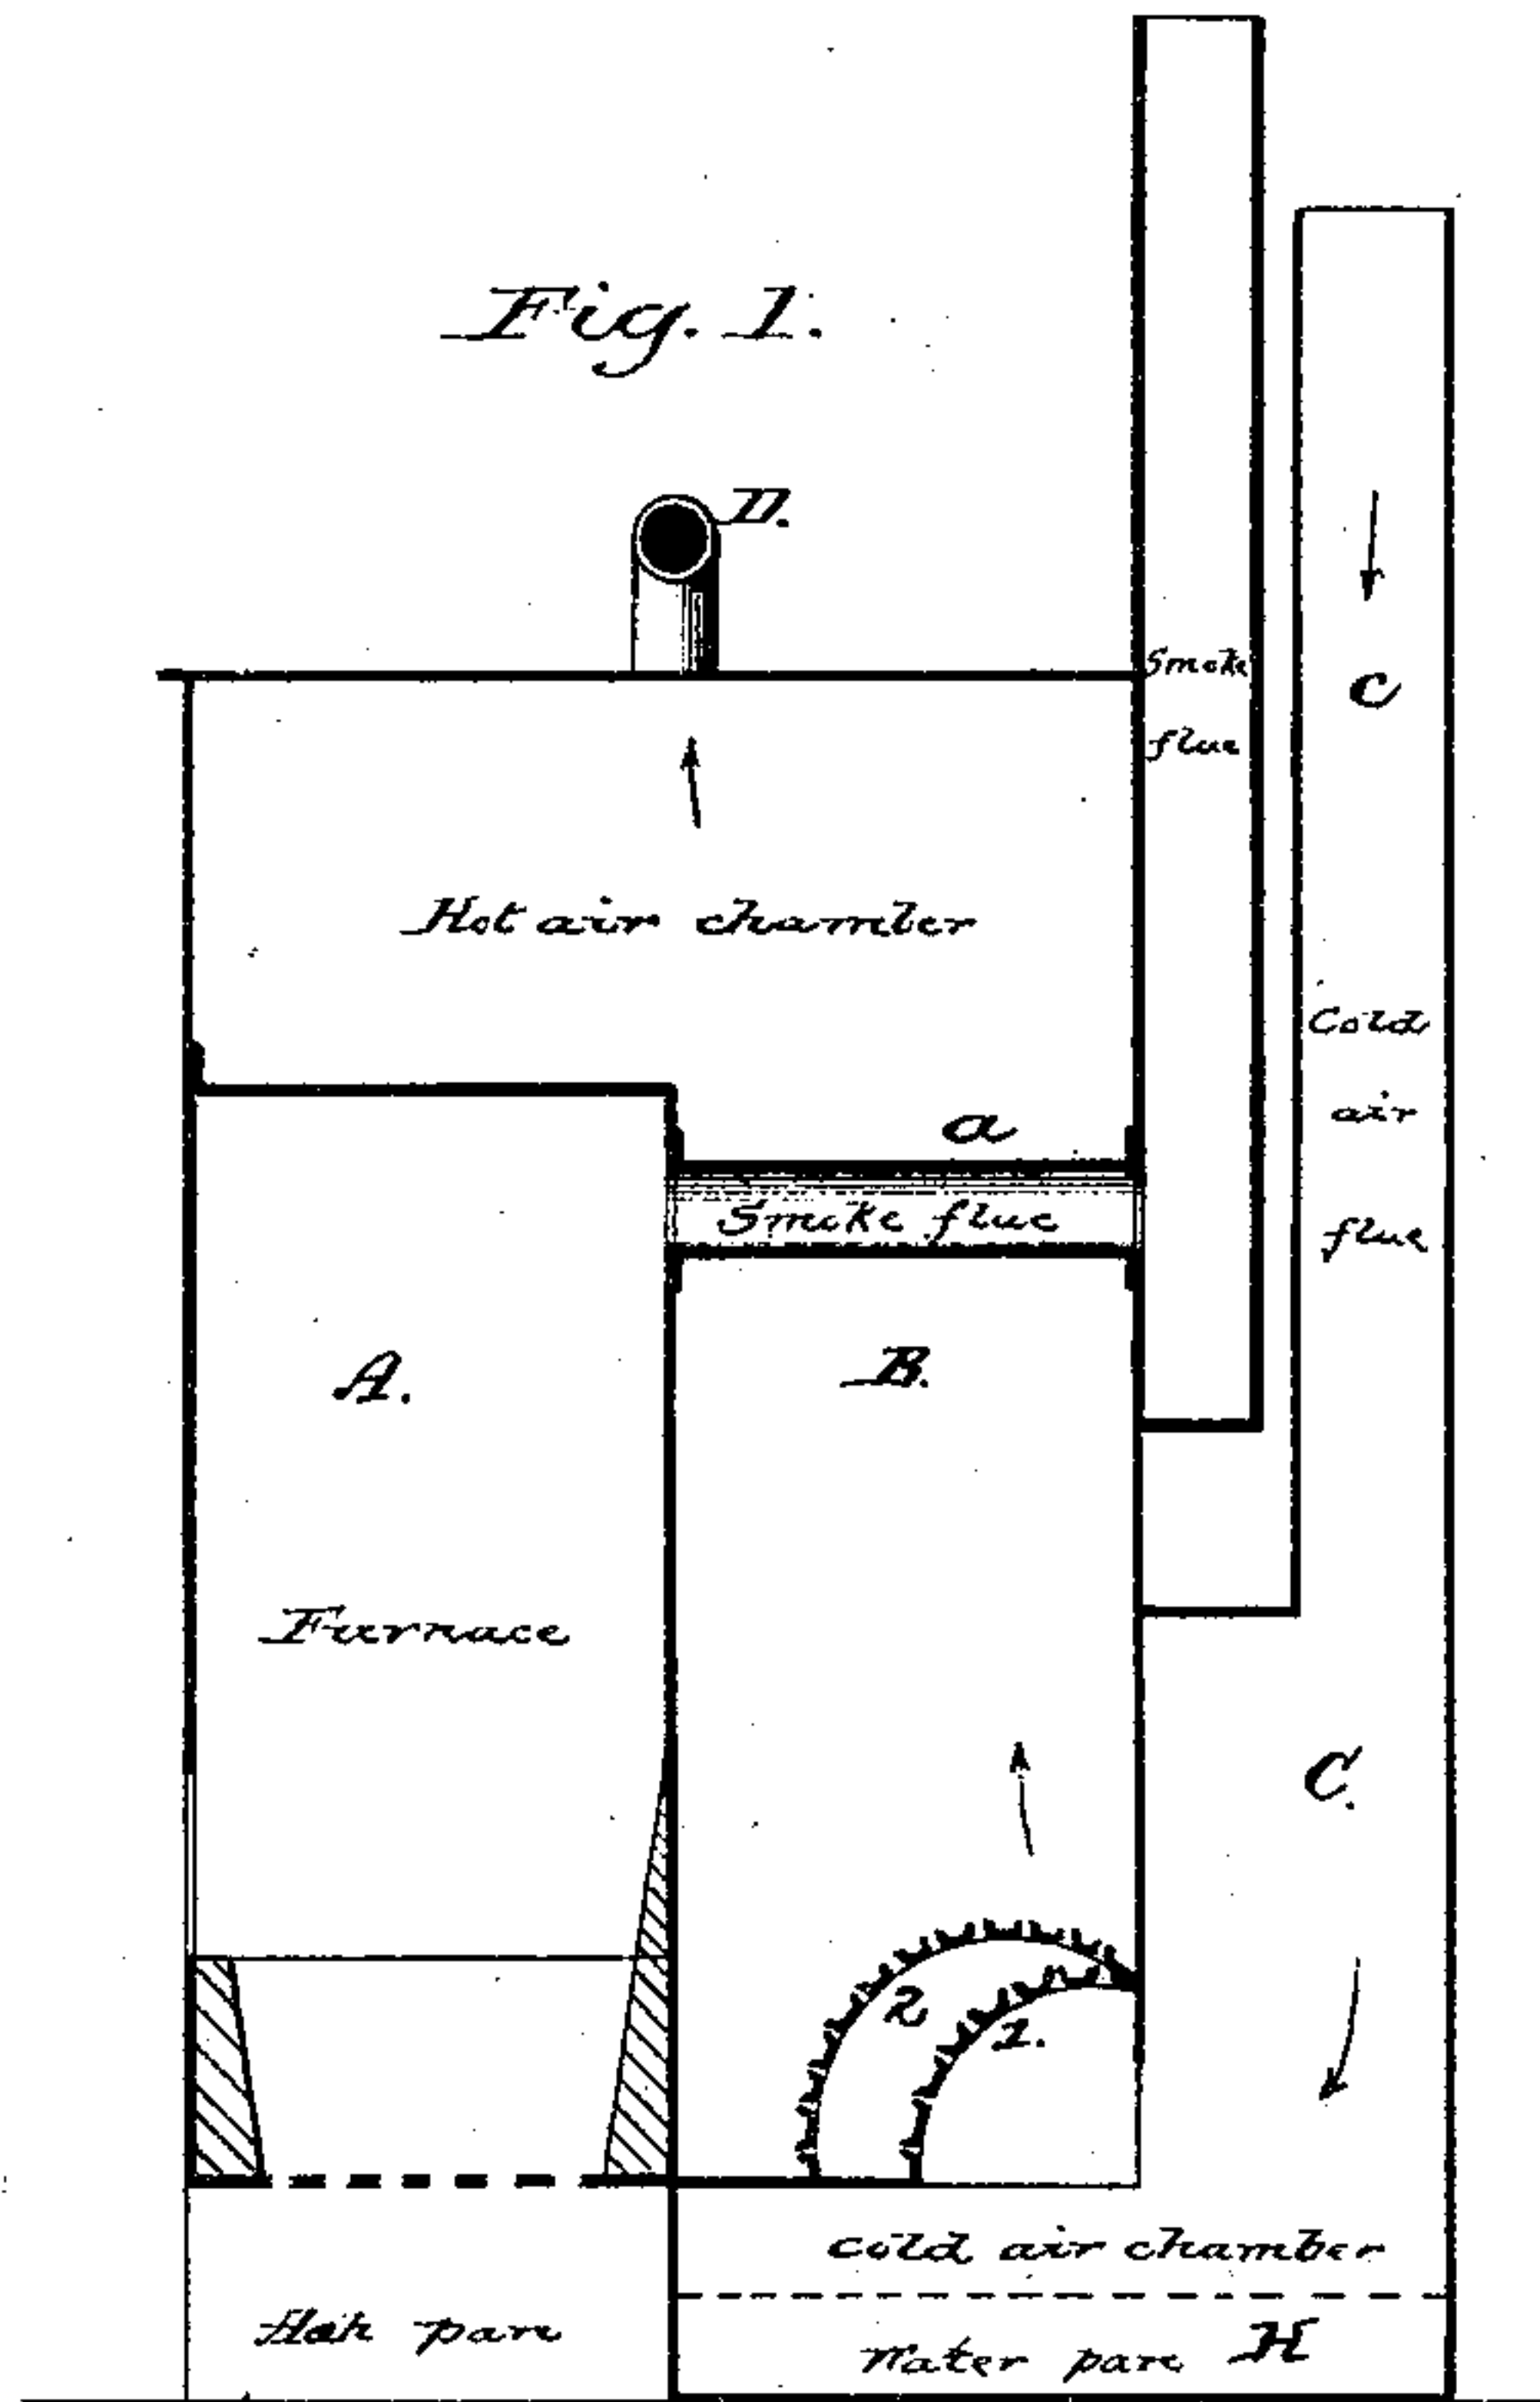 Fig. 1.
D.
Smoke
flue
c
Hot air chamber
Cold
air
flue
a
Smoke flue
A.
B.
Furnace
C.
2
1.
cold air chamber
Ash pan
Water pan K